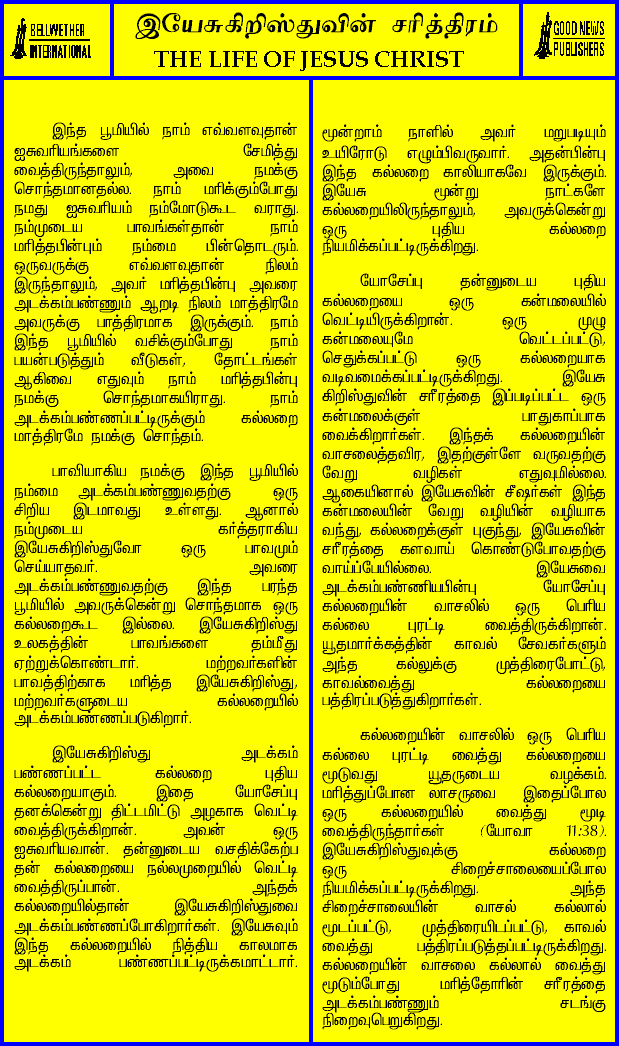 BELLWETHER
INTERNATIONAL
இயேசுகிறிஸ்துவின் சரித்திரம்
THE LIFE OF JESUS CHRIST
GOOD NEWS
PUBLISHERS
இந்த பூமியில் நாம் எவ்வளவுதான்
ஐசுவரியங்களை சேமித்து
வைத்திருந்தாலும், அவை நமக்கு
சொந்தமானதல்ல. நாம் மரிக்கும்போது
நமது ஐசுவரியம் நம்மோடுகூட வராது.
நம்முடைய பாவங்கள்தான் நாம்
மரித்தபின்பும் நம்மை பின்தொடரும்.
ஒருவருக்கு எவ்வளவுதான் நிலம்
இருந்தாலும், அவர் மரித்தபின்பு அவரை
அடக்கம்பண்ணும் ஆறடி நிலம் மாத்திரமே
அவருக்கு பாத்திரமாக இருக்கும். நாம்
இந்த பூமியில் வசிக்கும்போது நாம்
பயன்படுத்தும் வீடுகள், தோட்டங்கள்
ஆகிவை எதுவும் நாம் மரித்தபின்பு
நமக்கு சொந்தமாகயிராது. நாம்
அடக்கம்பண்ணப்பட்டிருக்கும் கல்லறை
மாத்திரமே நமக்கு சொந்தம்.
பாவியாகிய நமக்கு இந்த பூமியில்
நம்மை அடக்கம்பண்ணுவதற்கு ஒரு
சிறிய இடமாவது உள்ளது. ஆனால்
நம்முடைய கர்த்தராகிய
இயேசுகிறிஸ்துவோ ஒரு பாவமும்
செய்யாதவர். அவரை
அடக்கம்பண்ணுவதற்கு இந்த பரந்த
பூமியில் அவருக்கென்று சொந்தமாக ஒரு
கல்லறைகூட இல்லை. இயேசுகிறிஸ்து
உலகத்தின் பாவங்களை தம்மீது
ஏற்றுக்கொண்டார். மற்றவர்களின்
பாவத்திற்காக மரித்த இயேசுகிறிஸ்து,
மற்றவர்களுடைய கல்லறையில்
அடக்கம்பண்ணப்படுகிறார்.
இயேசுகிறிஸ்து அடக்கம்
பண்ணப்பட்ட கல்லறை புதிய
கல்லறையாகும். இதை யோசேப்பு
தனக்கென்று திட்டமிட்டு அழகாக வெட்டி
வைத்திருக்கிறான். அவன் ஒரு
ஐசுவரியவான். தன்னுடைய வசதிக்கேற்ப
தன் கல்லறையை நல்லமுறையில் வெட்டி
வைத்திருப்பான். அந்தக்
கல்லறையில்தான் இயேசுகிறிஸ்துவை
அடக்கம்பண்ணப்போகிறார்கள். இயேசுவும்
இந்த கல்லறையில் நித்திய காலமாக
அடக்கம் பண்ணப்பட்டிருக்கமாட்டார்.
மூன்றாம் நாளில் அவர் மறுபடியும்
உயிரோடு எழும்பிவருவார். அதன்பின்பு
இந்த கல்லறை காலியாகவே இருக்கும்.
இயேசு மூன்று நாட்களே
கல்லறையிலிருந்தாலும், அவருக்கென்று
ஒரு புதிய கல்லறை
நியமிக்கப்பட்டிருக்கிறது.
யோசேப்பு தன்னுடைய புதிய
கல்லறையை ஒரு கன்மலையில்
வெட்டியிருக்கிறான். ஒரு முழு
கன்மலையுமே வெட்டப்பட்டு,
செதுக்கப்பட்டு ஒரு கல்லறையாக
வடிவமைக்கப்பட்டிருக்கிறது. இயேசு
கிறிஸ்துவின் சரீரத்தை இப்படிப்பட்ட ஒரு
கன்மலைக்குள் பாதுகாப்பாக
வைக்கிறார்கள். இந்தக் கல்லறையின்
வாசலைத்தவிர, இதற்குள்ளே வருவதற்கு
வேறு வழிகள் எதுவுமில்லை.
ஆகையினால் இயேசுவின் சீஷர்கள் இந்த
கன்மலையின் வேறு வழியின் வழியாக
வந்து, கல்லறைக்குள் புகுந்து, இயேசுவின்
சரீரத்தை களவாய் கொண்டுபோவதற்கு
வாய்ப்பேயில்லை. இயேசுவை
அடக்கம்பண்ணியபின்பு யோசேப்பு
கல்லறையின் வாசலில் ஒரு பெரிய
கல்லை புரட்டி வைத்திருக்கிறான்.
யூதமார்க்கத்தின் காவல் சேவகர்களும்
அந்த கல்லுக்கு முத்திரைபோட்டு,
காவல்வைத்து கல்லறையை
பத்திரப்படுத்துகிறார்கள்.
கல்லறையின் வாசலில் ஒரு பெரிய
கல்லை புரட்டி வைத்து கல்லறையை
மூடுவது யூதருடைய வழக்கம்.
மரித்துப்போன லாசருவை இதைப்போல
ஒரு கல்லறையில் வைத்து மூடி
வைத்திருந்தார்கள் (யோவா 11:38).
இயேசுகிறிஸ்துவுக்கு கல்லறை
ஒரு சிறைச்சாலையைப்போல
நியமிக்கப்பட்டிருக்கிறது. அந்த
சிறைச்சாலையின் வாசல் கல்லால்
மூடப்பட்டு, முத்திரையிடப்பட்டு, காவல்
வைத்து பத்திரப்படுத்தப்பட்டிருக்கிறது.
கல்லறையின் வாசலை கல்லால் வைத்து
மூடும்போது மரித்தோரின் சரீரத்தை
அடக்கம்பண்ணும் சடங்கு
நிறைவுபெறுகிறது.